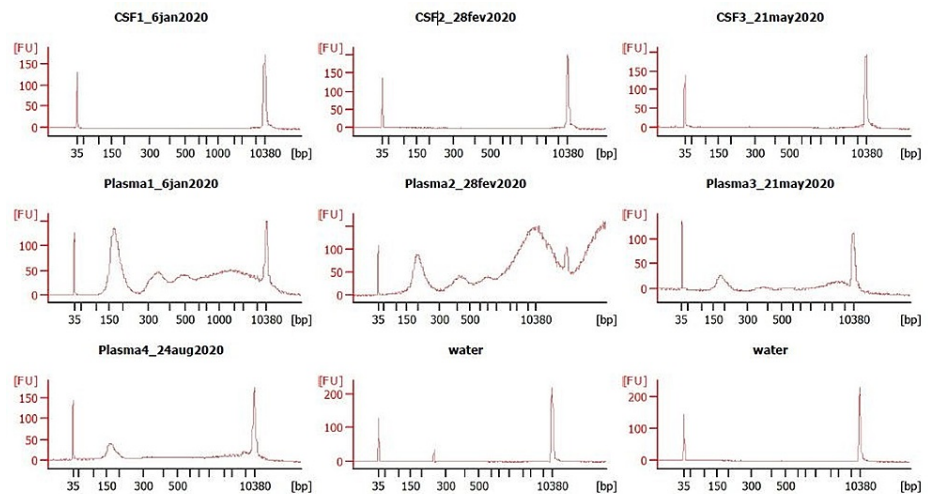 CSF1_6jan2020
CSF2_28fev2020
CSF3_21may2020
[FU]
150
100
50
0
35 150 300 500 1000 10380 [bp]
[FU]
150
100
50
0
35 150 300 500 10380 [bp]
[FU]
150
100
50
0
35 150 300 500 10380 [bp]
Plasma1_6jan2020
Plasma2_28fev2020
Plasma3_21may2020
[FU]
100
50
0
35 150 300 500 1000 10380 [bp]
[FU]
150
100
50
0
35 150 300 500 10380 [bp]
[FU]
100
50
0
35 150 300 500 10380 [bp]
Plasma4_24aug2020
water
water
[FU]
150
100
50
0
35 150 300 500 10380 [bp]
[FU]
200
100
0
35 150 300 500 10380 [bp]
[FU]
200
100
0
35 150 300 500 10380 [bp]